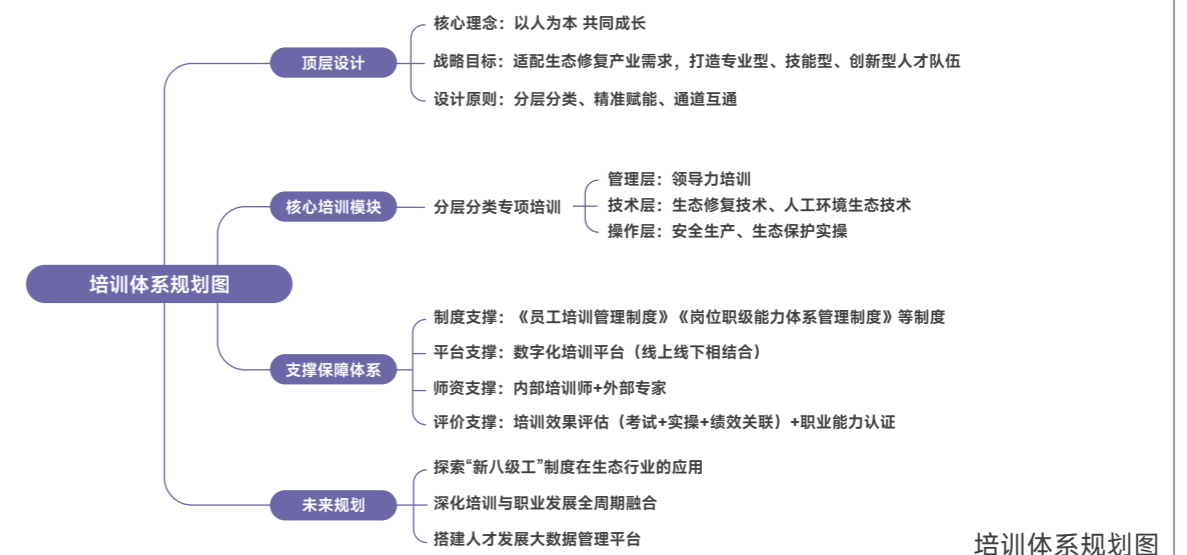 培训体系规划图
顶层设计
核心理念：以人为本 共同成长
战略目标：适配生态修复产业需求，打造专业型、技能型、创新型人才队伍
设计原则：分层分类、精准赋能、通道互通
核心培训模块
分层分类专项培训
管理层：领导力培训
技术层：生态修复技术、人工环境生态技术
操作层：安全生产、生态保护实操
支撑保障体系
制度支撑：《员工培训管理制度》《岗位职级能力体系管理制度》等制度
平台支撑：数字化培训平台（线上线下相结合）
师资支撑：内部培训师+外部专家
评价支撑：培训效果评估（考试+实操+绩效关联）+职业能力认证
未来规划
探索“新八级工”制度在生态行业的应用
深化培训与职业发展全周期融合
搭建人才发展大数据管理平台
培训体系规划图